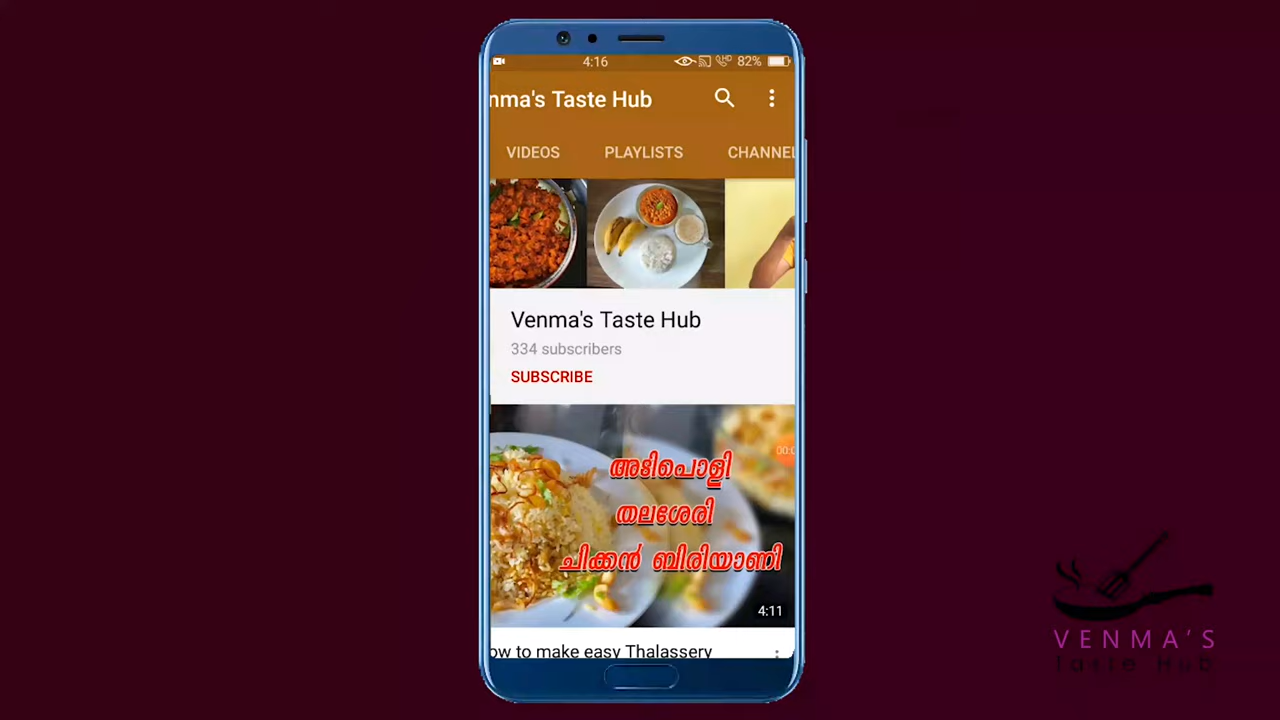 4:16
82%
nma's Taste Hub
VIDEOS PLAYLISTS CHANNEL
Venma's Taste Hub
334 subscribers
SUBSCRIBE
അടിപൊളി
തലശേരി
ചിക്കൻ ബിരിയാണി
4:11
ow to make easy Thalassery
VENMA'S
Taste Hub